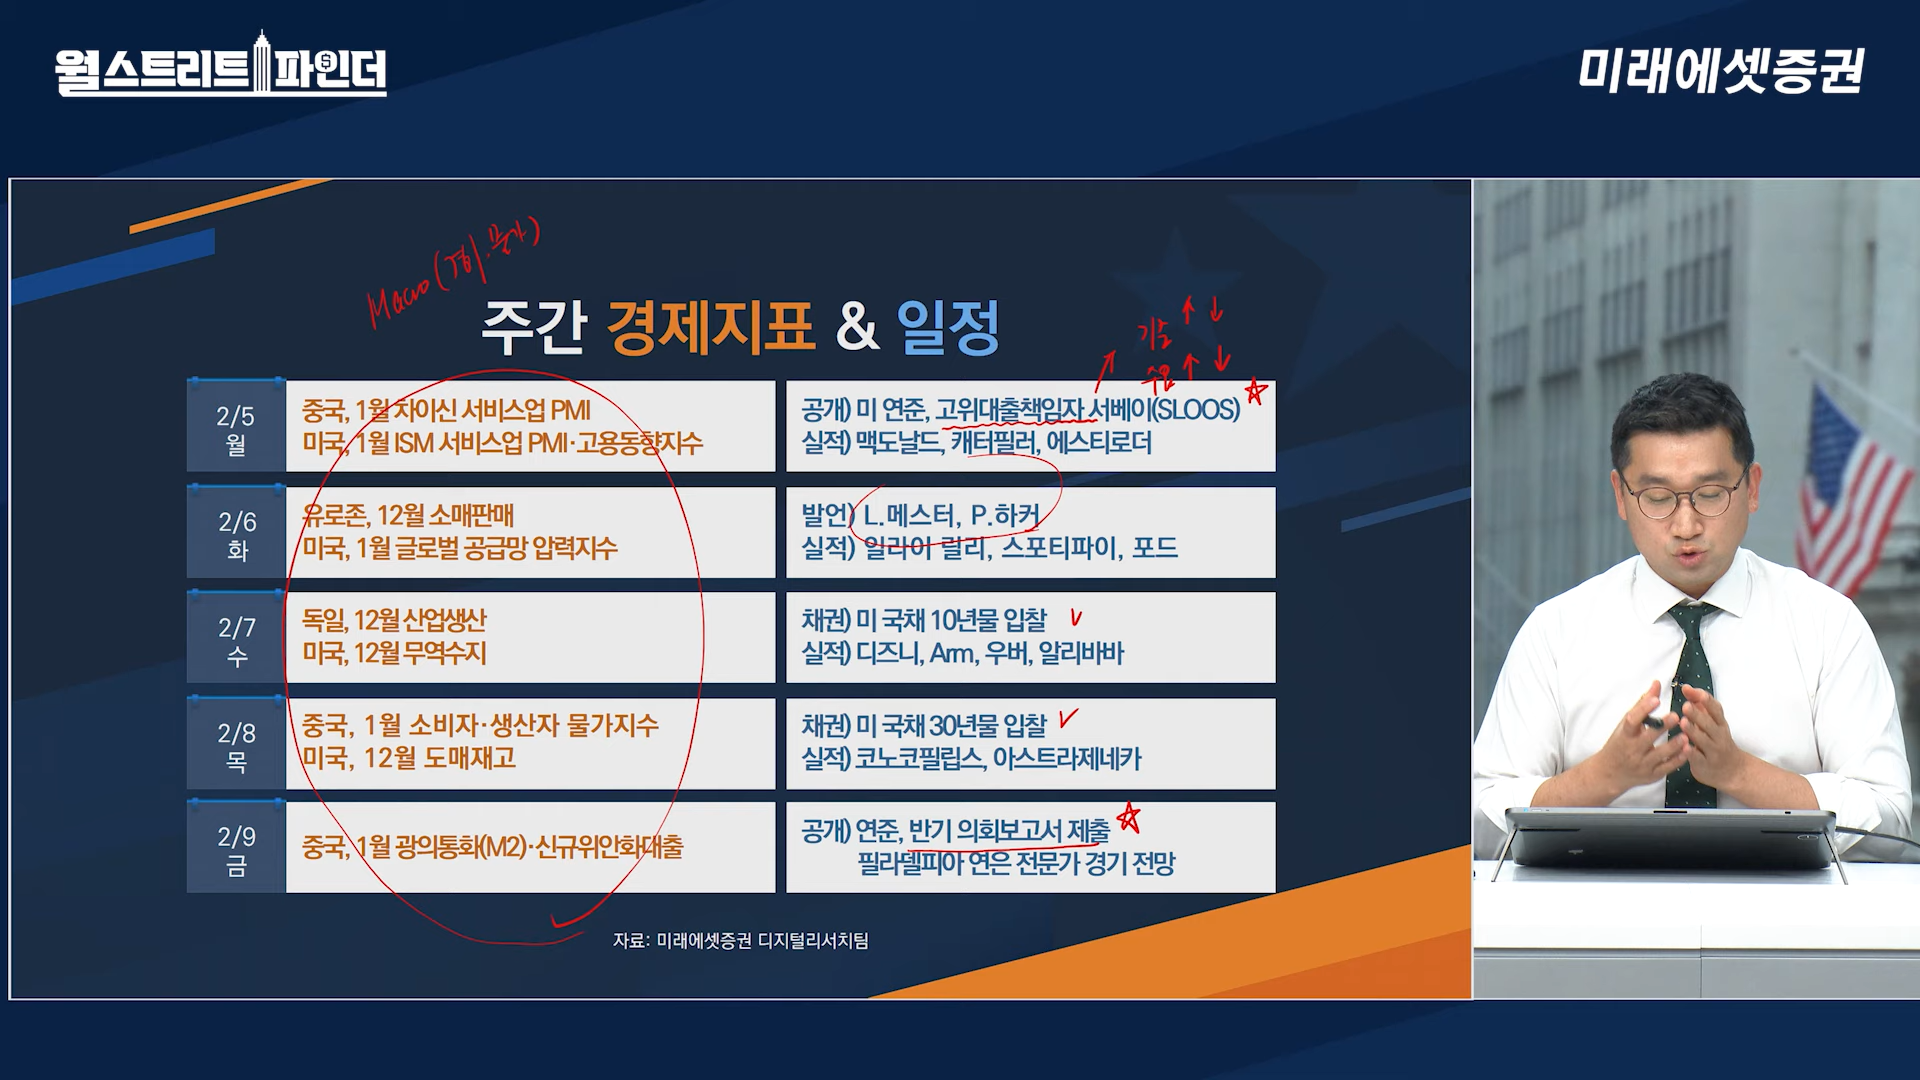 월스트리트파인더
미래에셋증권
Macro (경기·물가)
주간 경제지표 & 일정
기준 ↑ ↓
수요 ↑ ↓
2/5
월
중국, 1월 차이신 서비스업 PMI
미국, 1월 ISM 서비스업 PMI·고용동향지수
공개) 미 연준, 고위대출책임자 서베이(SLOOS)
실적) 맥도날드, 캐터필러, 에스티로더
2/6
화
유로존, 12월 소매판매
미국, 1월 글로벌 공급망 압력지수
발언) L.메스터, P.하커
실적) 일라이 릴리, 스포티파이, 포드
2/7
수
독일, 12월 산업생산
미국, 12월 무역수지
채권) 미 국채 10년물 입찰
실적) 디즈니, Arm, 우버, 알리바바
2/8
목
중국, 1월 소비자·생산자 물가지수
미국, 12월 도매재고
채권) 미 국채 30년물 입찰
실적) 코노코필립스, 아스트라제네카
2/9
금
중국, 1월 광의통화(M2)·신규위안화대출
공개) 연준, 반기 의회보고서 제출
필라델피아 연은 전문가 경기 전망
자료: 미래에셋증권 디지털리서치팀